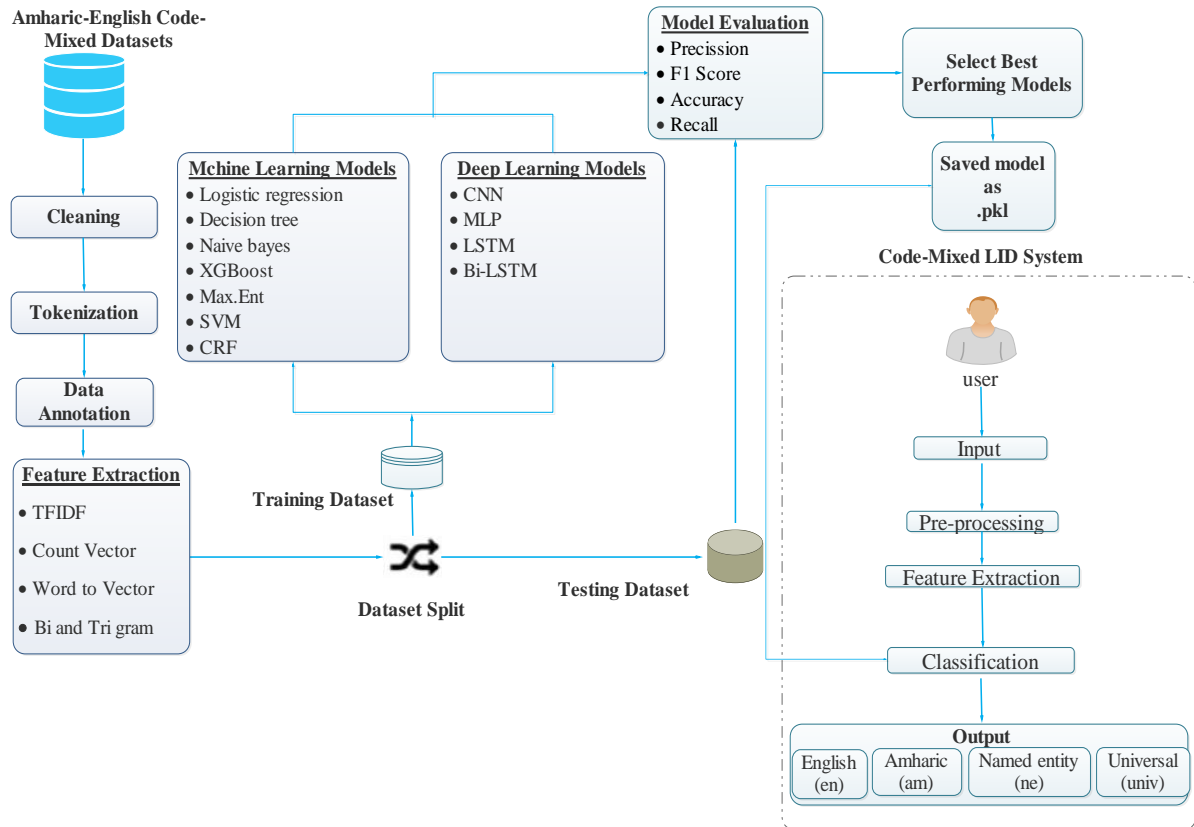 Amharic-English Code-
Mixed Datasets
Cleaning
Tokenization
Data
Annotation
Feature Extraction
• TFIDF
• Count Vector
• Word to Vector
• Bi and Tri gram
Dataset Split
Training Dataset
Testing Dataset
Mchine Learning Models
• Logistic regression
• Decision tree
• Naive bayes
• XGBoost
• Max.Ent
• SVM
• CRF
Deep Learning Models
• CNN
• MLP
• LSTM
• Bi-LSTM
Model Evaluation
• Precission
• F1 Score
• Accuracy
• Recall
Select Best
Performing Models
Saved model
as
.pkl
Code-Mixed LID System
user
Input
Pre-processing
Feature Extraction
Classification
Output
English
(en)
Amharic
(am)
Named entity
(ne)
Universal
(univ)